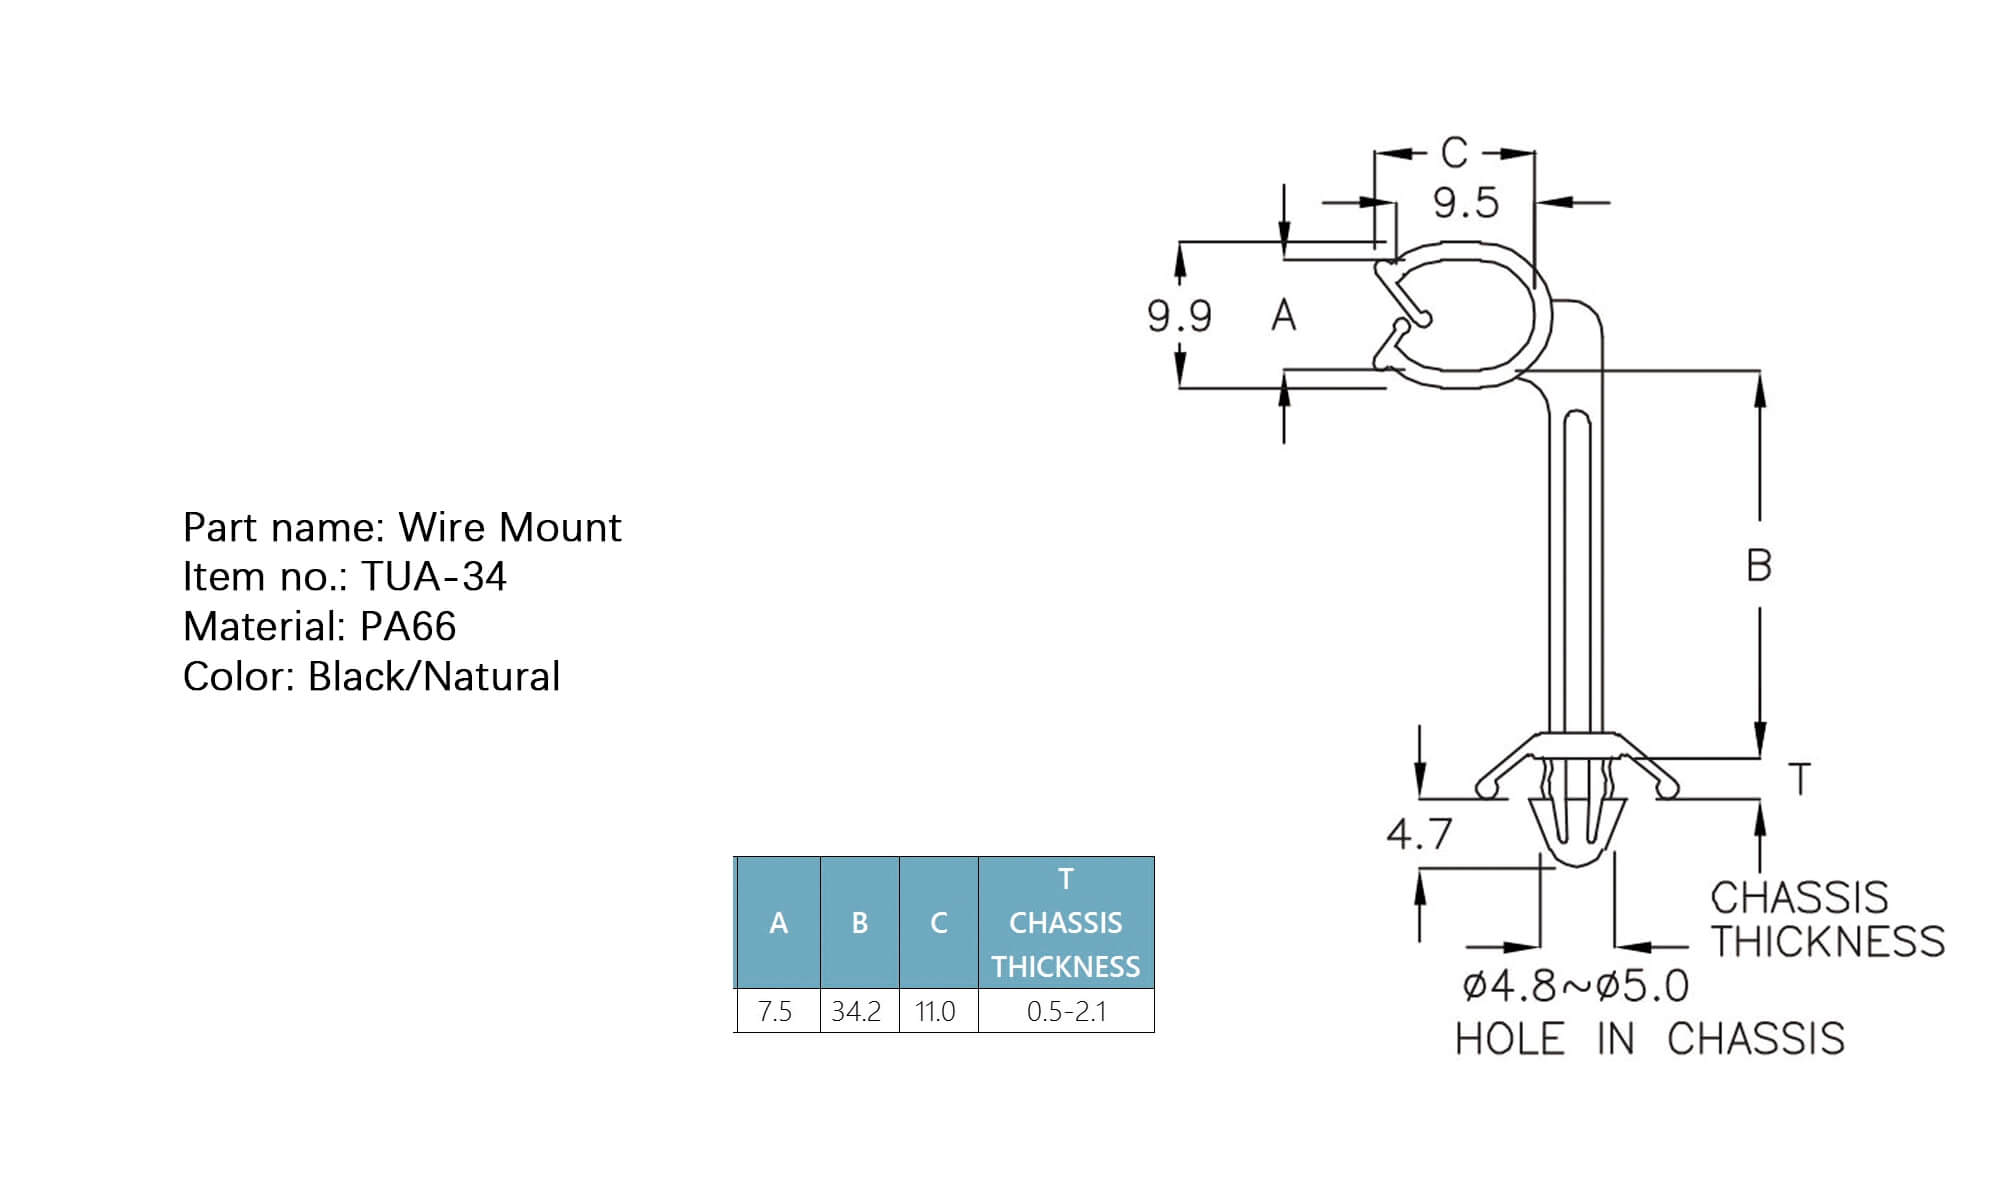 Part name: Wire Mount
Item no.: TUA-34
Material: PA66
Color: Black/Natural
C
9.5
9.9 A
B
T
4.7
CHASSIS
THICKNESS
ø4.8~ø5.0
HOLE IN CHASSIS
A B C T CHASSIS THICKNESS
7.5 34.2 11.0 0.5-2.1